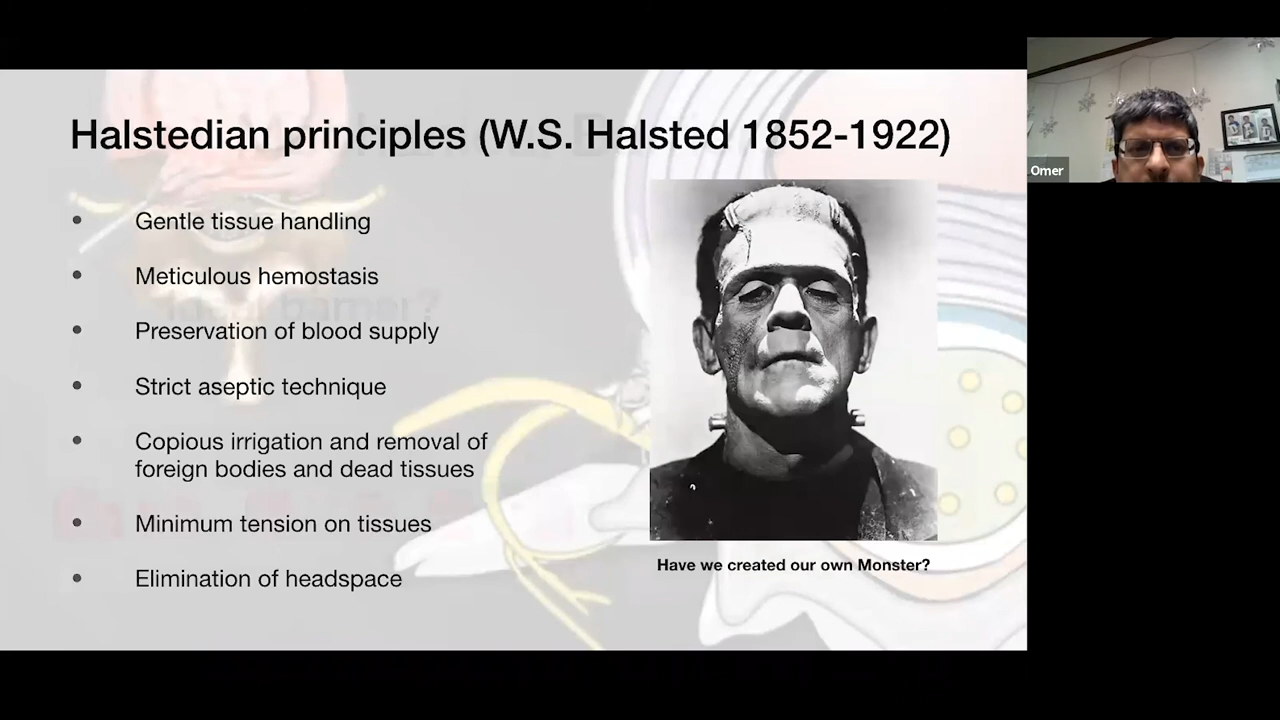 Halstedian principles (W.S. Halsted 1852-1922)
• Gentle tissue handling
• Meticulous hemostasis
• Preservation of blood supply
• Strict aseptic technique
• Copious irrigation and removal of
foreign bodies and dead tissues
• Minimum tension on tissues
• Elimination of headspace
Have we created our own Monster?
Omer